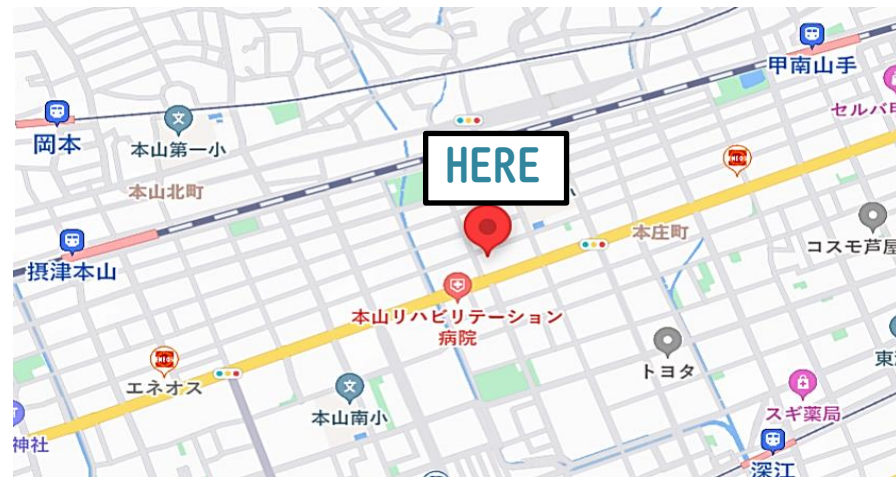 甲南山手
セルバ甲
岡本
本山第一小
HERE
本山北町
本庄町
コスモ芦屋
摂津本山
本山リハビリテーション
病院
トヨタ
エネオス
本山南小
スギ薬局
神社
深江